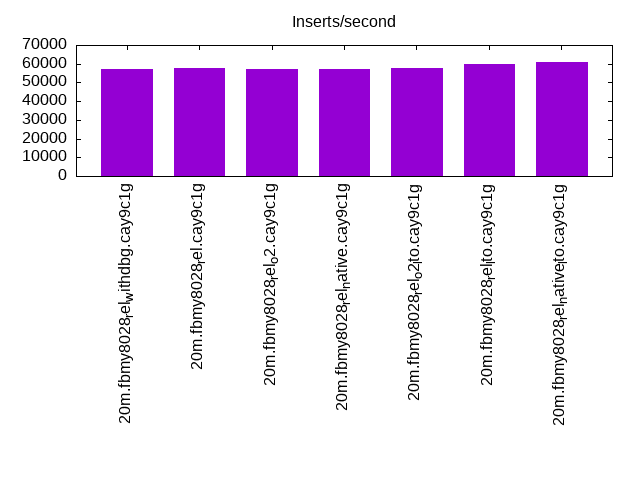 Inserts/second
70000
60000
50000
40000
30000
20000
10000
0
20m.fbmy8028relwithdbg.cay9c1g
20m.fbmy8028rel.cay9c1g
20m.fbmy8028relo2.cay9c1g
20m.fbmy8028relnative.cay9c1g
20m.fbmy8028relo2lto.cay9c1g
20m.fbmy8028rellto.cay9c1g
20m.fbmy8028relnativelto.cay9c1g